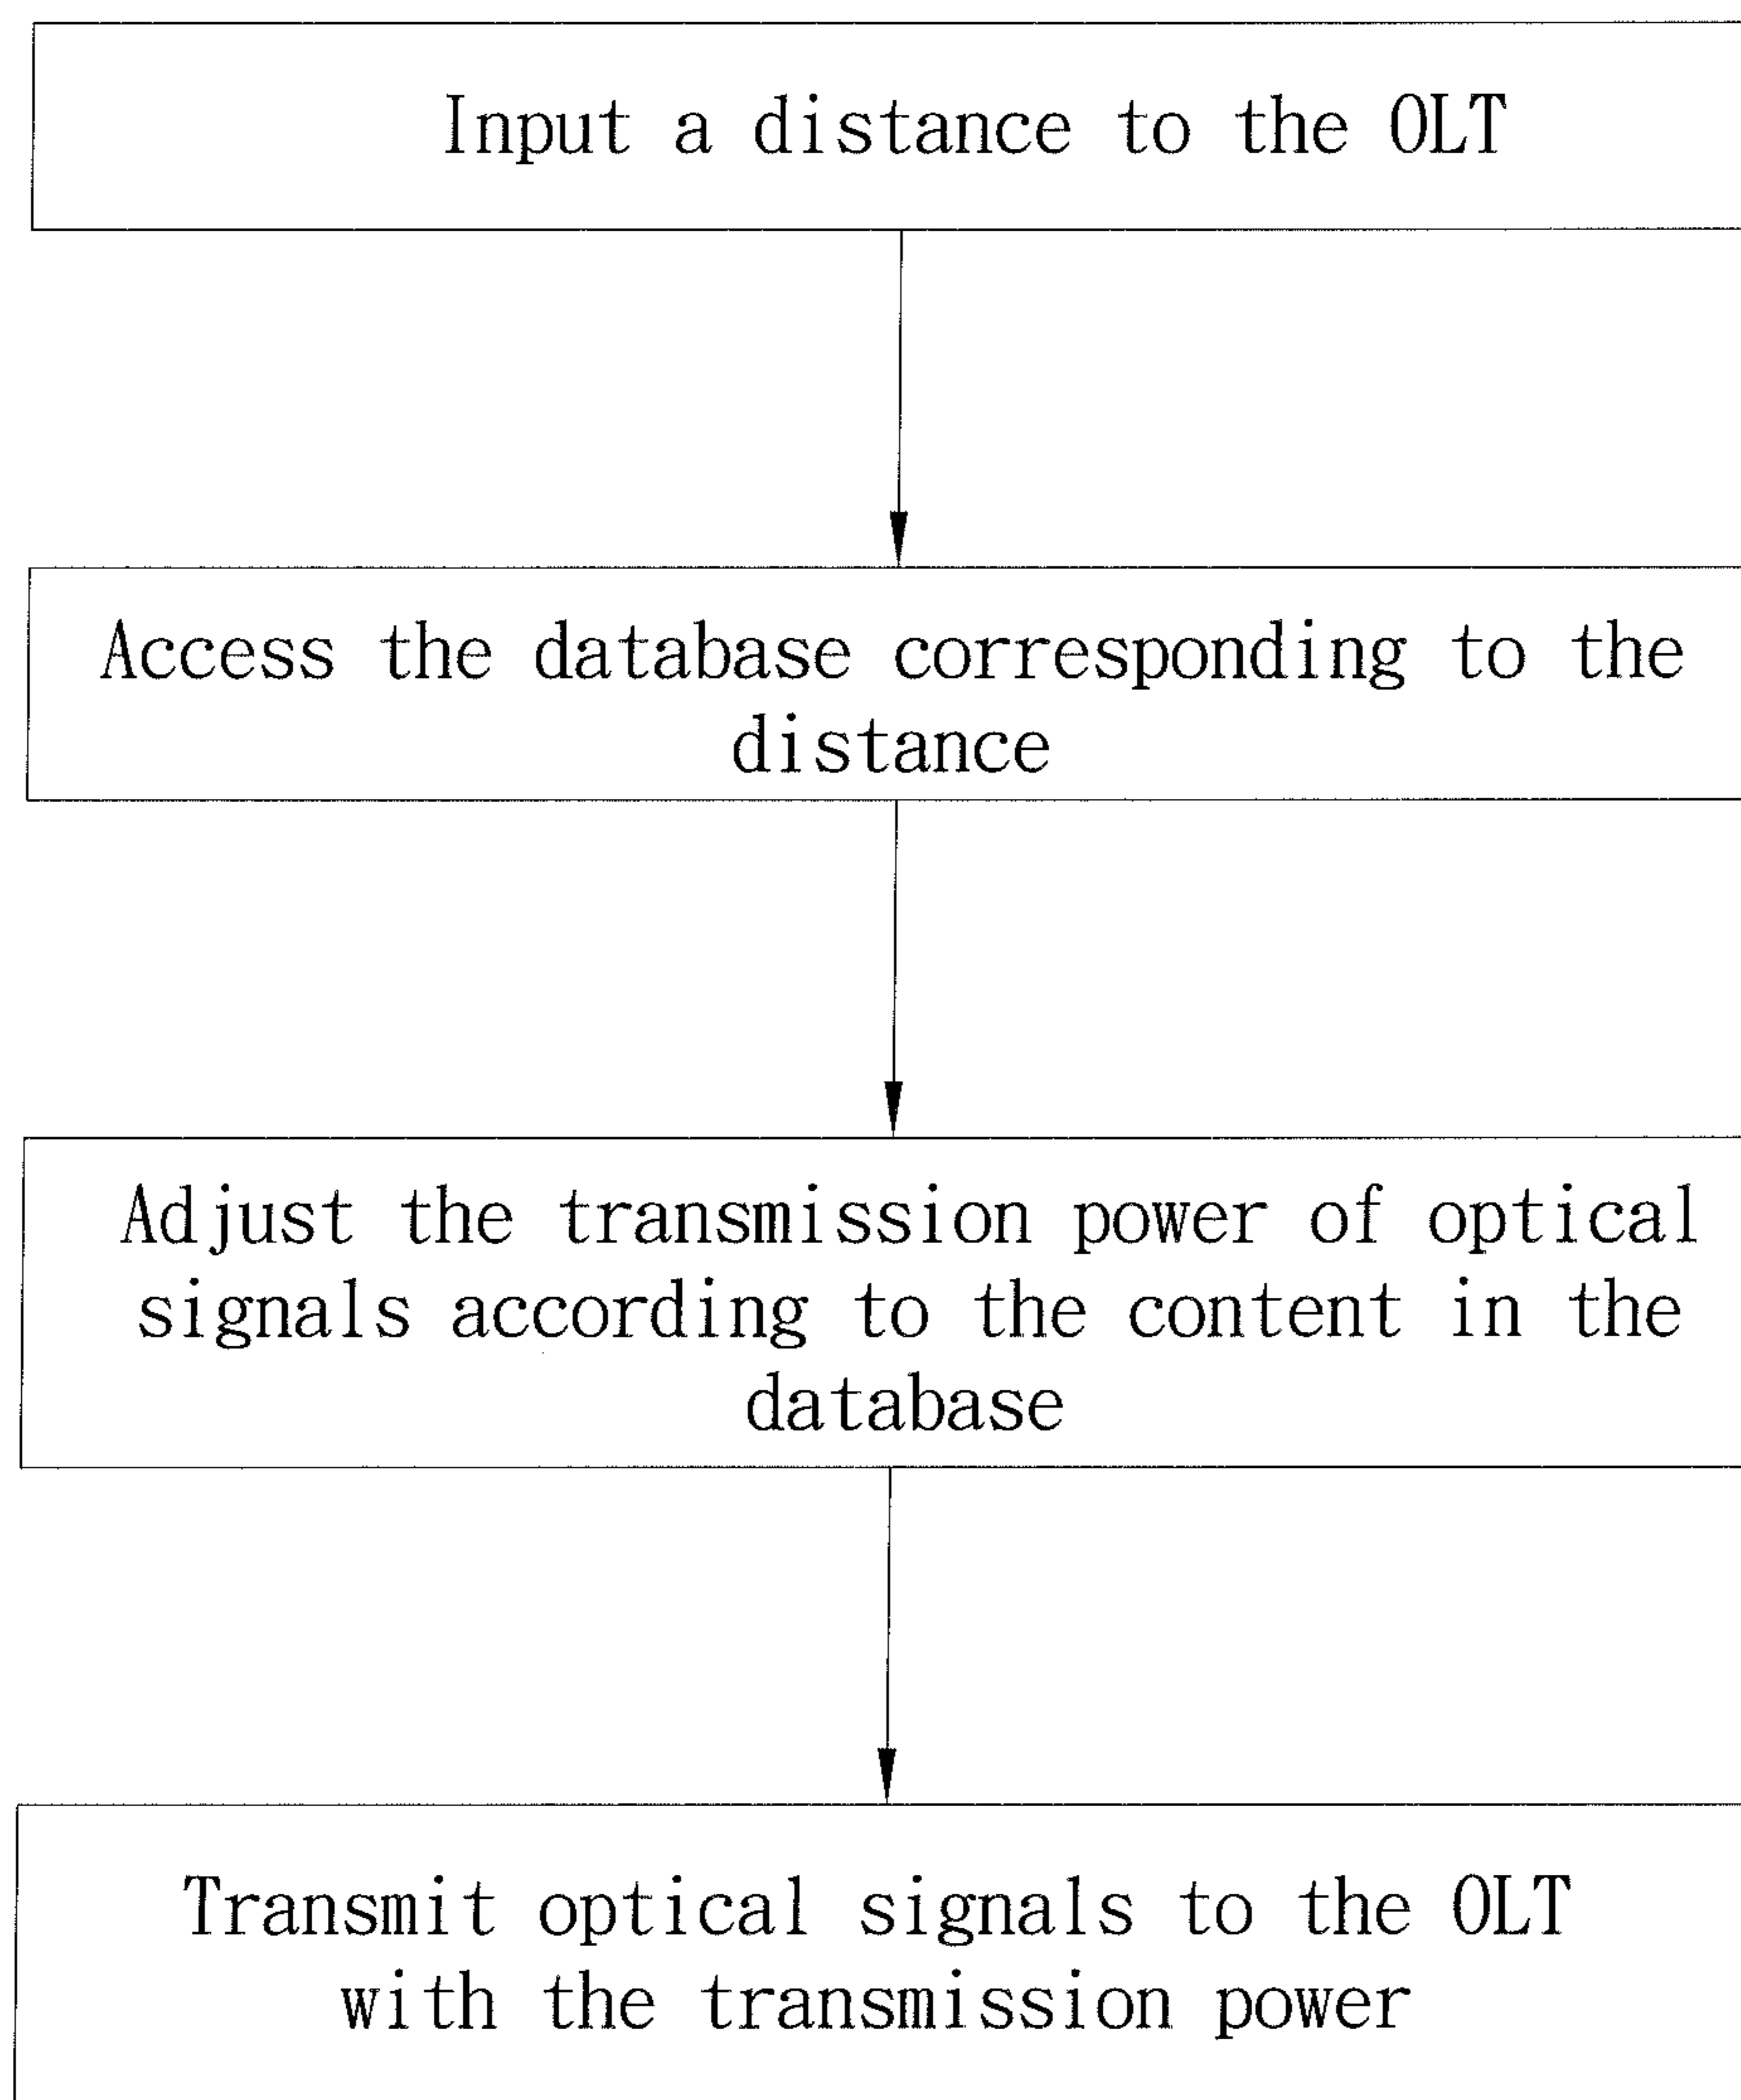 Input a distance to the OLT
Access the database corresponding to the
distance
Adjust the transmission power of optical
signals according to the content in the
database
Transmit optical signals to the OLT
with the transmission power